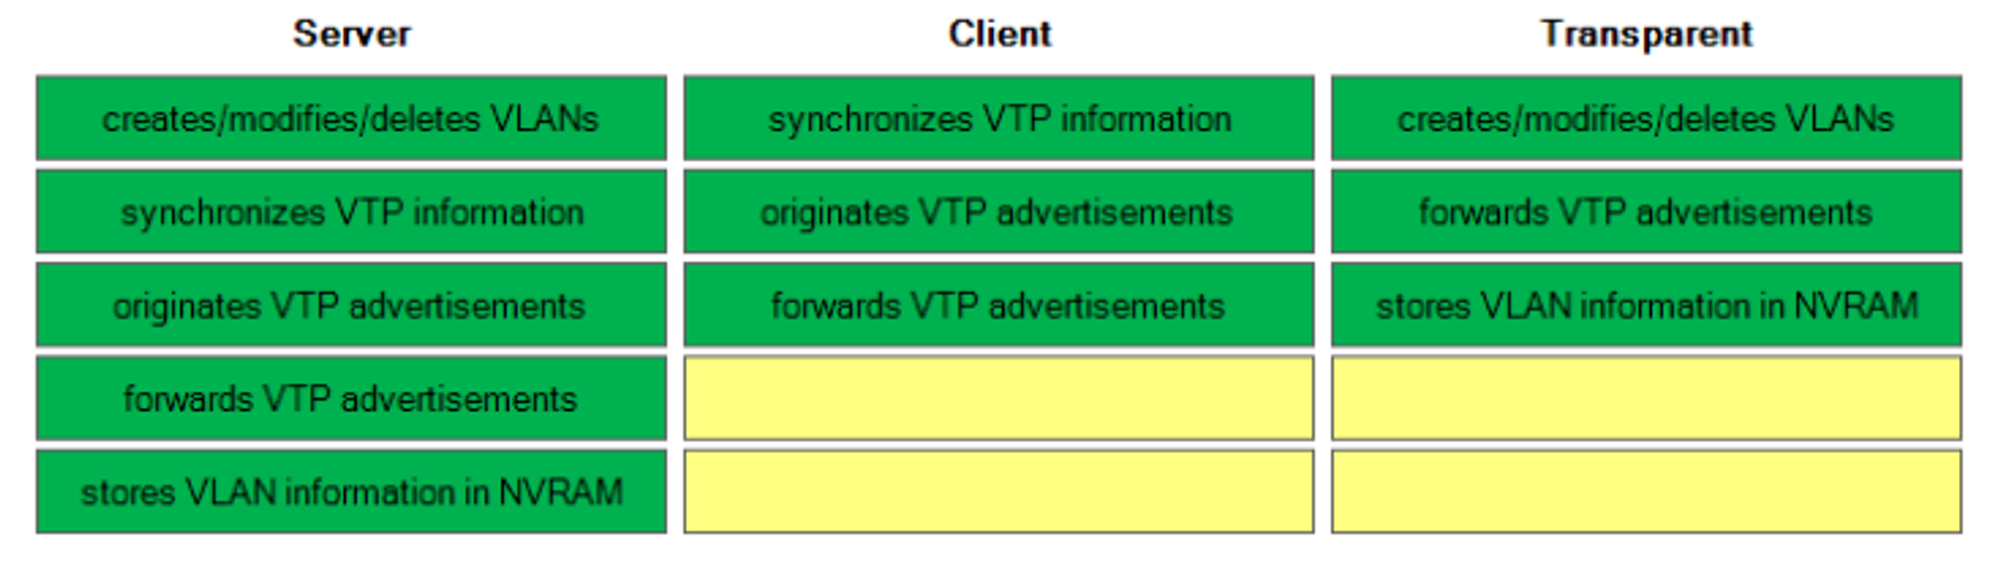 Server
Client
Transparent
creates/modifies/deletes VLANs
synchronizes VTP information
creates/modifies/deletes VLANs
synchronizes VTP information
originates VTP advertisements
forwards VTP advertisements
originates VTP advertisements
forwards VTP advertisements
stores VLAN information in NVRAM
forwards VTP advertisements
stores VLAN information in NVRAM